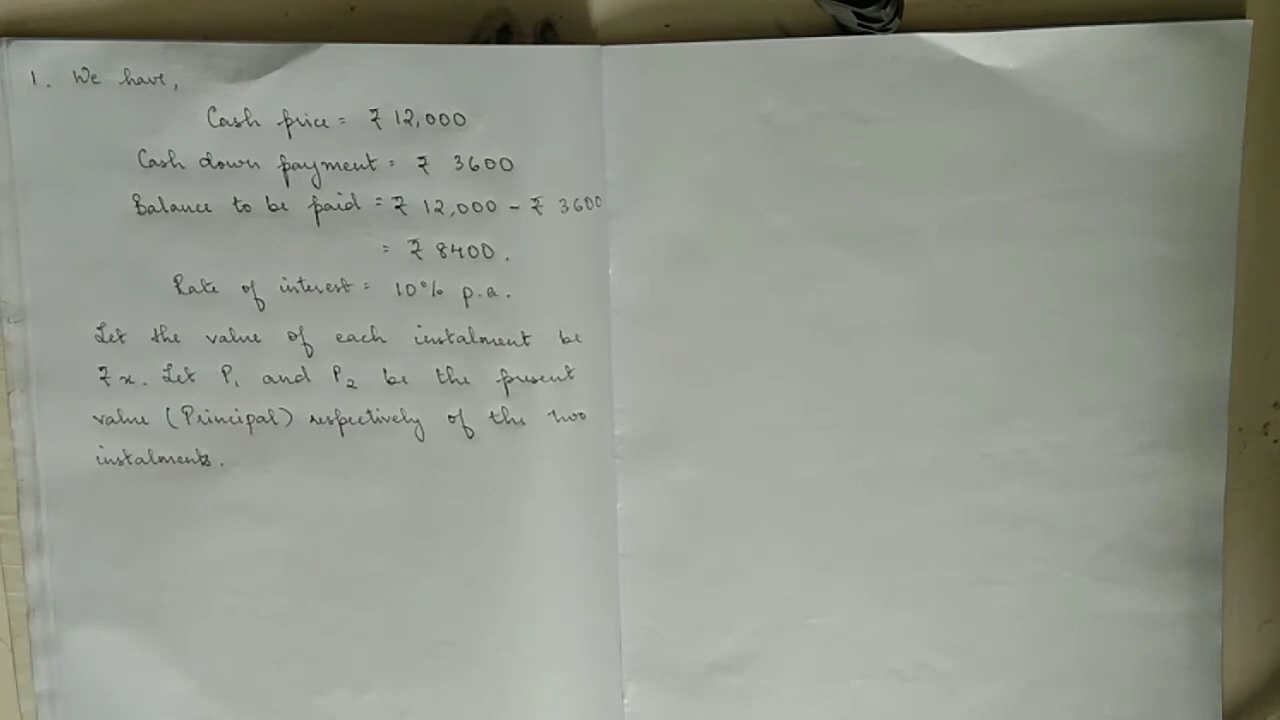 1. We have,
Cash price = ₹ 12,000
Cash down payment = ₹ 3600
Balance to be paid = ₹ 12,000 - ₹ 3600
= ₹ 8400.
Rate of interest = 10% p.a.
Let the value of each instalment be
₹ x. Let P₁ and P₂ be the present
value (Principal) respectively of the two
instalments.